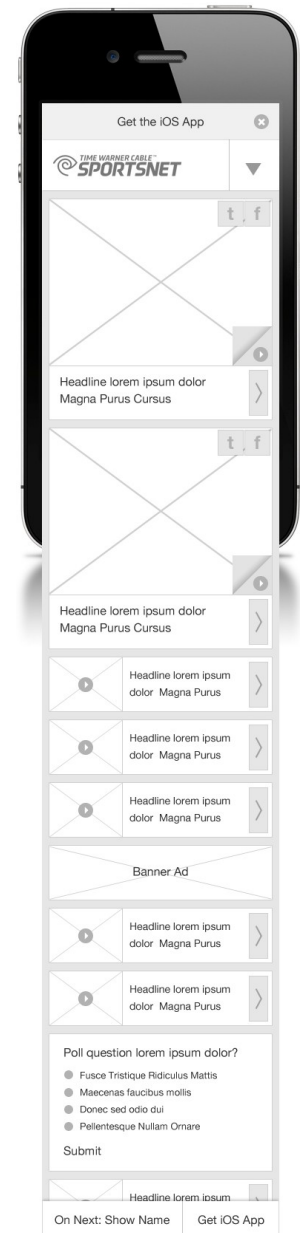 Get the iOS App
TIME WARNER CABLE™
SPORTSNET
t f
Headline lorem ipsum dolor
Magna Purus Cursus
t f
Headline lorem ipsum dolor
Magna Purus Cursus
Headline lorem ipsum
dolor Magna Purus
Headline lorem ipsum
dolor Magna Purus
Headline lorem ipsum
dolor Magna Purus
Banner Ad
Headline lorem ipsum
dolor Magna Purus
Headline lorem ipsum
dolor Magna Purus
Poll question lorem ipsum dolor?
Fusce Tristique Ridiculus Mattis
Maecenas faucibus mollis
Donec sed odio dui
Pellentesque Nullam Ornare
Submit
Headline lorem ipsum
On Next: Show Name
Get iOS App